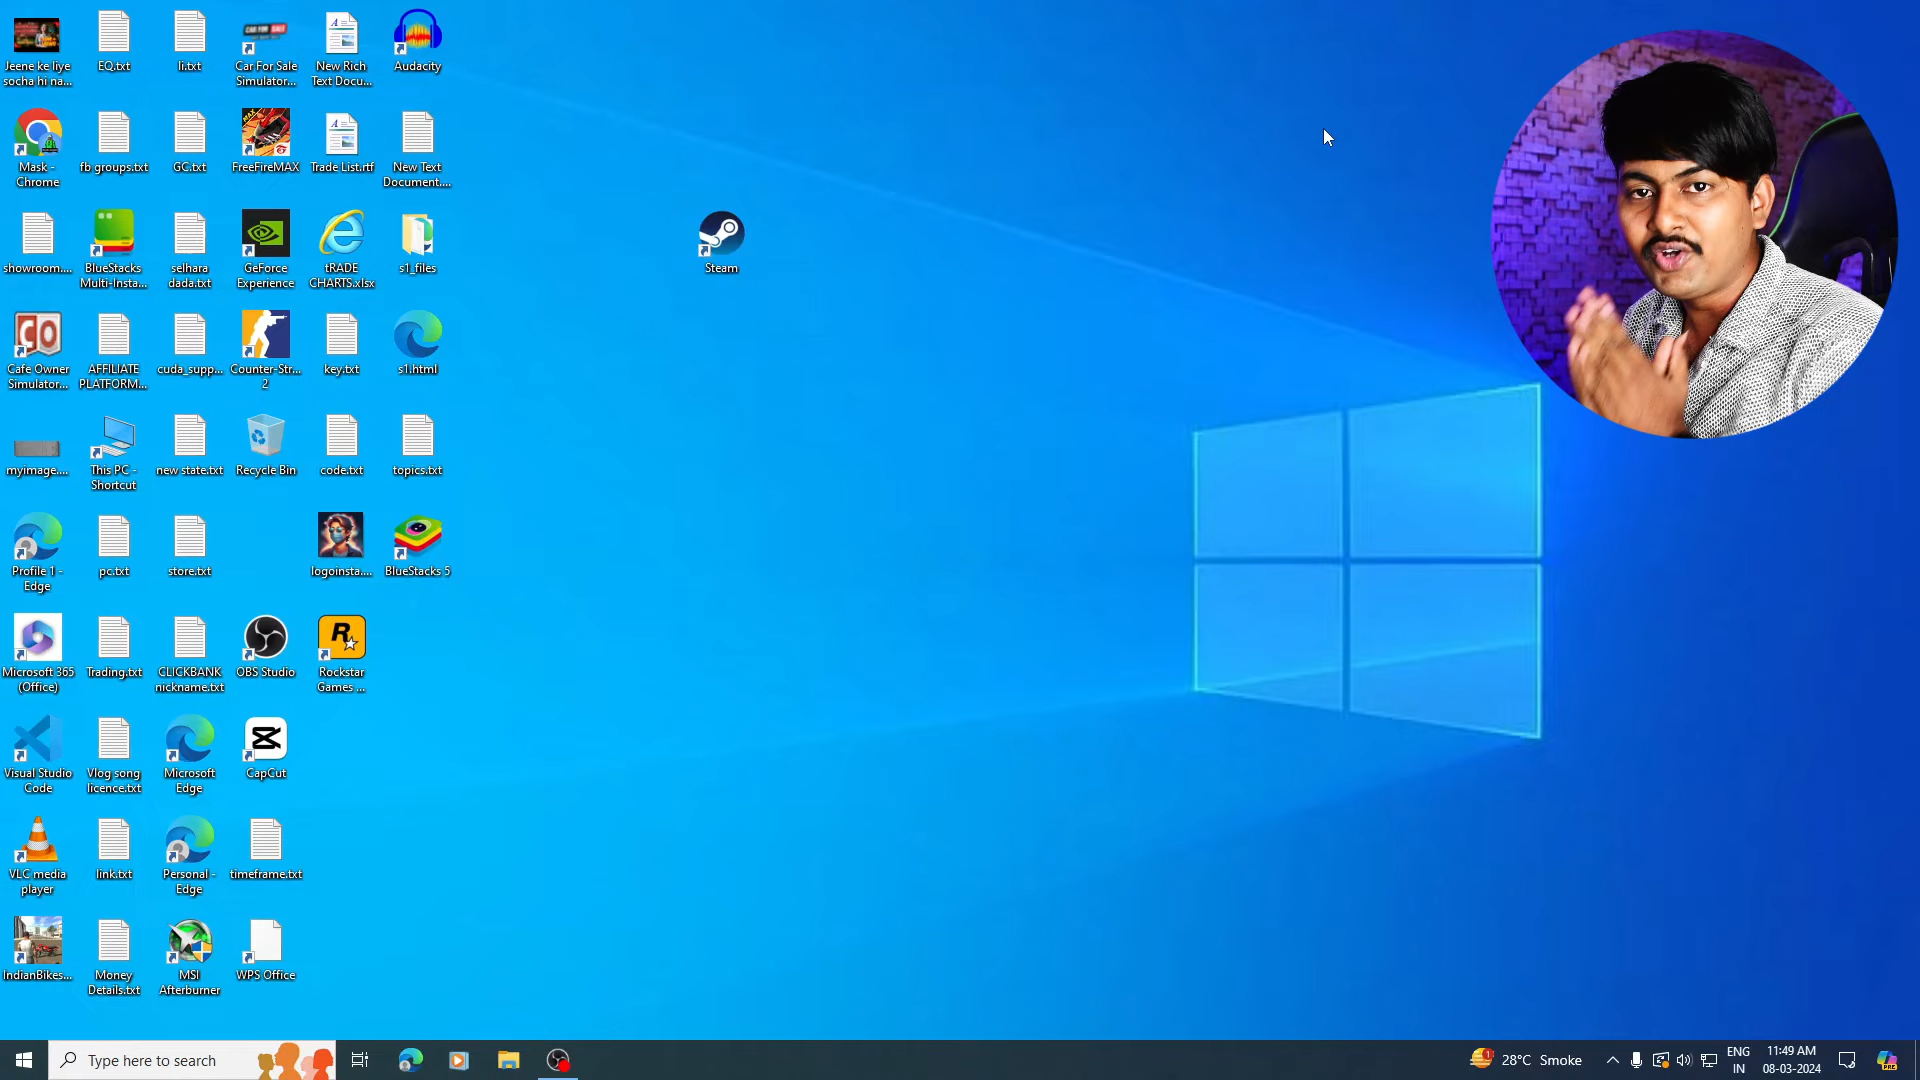 Jeene ke liye
socha hi na...
EQ.txt
li.txt
Car For Sale
Simulator...
New Rich
Text Docu...
Audacity
Mask -
Chrome
fb groups.txt
GC.txt
FreeFireMAX
Trade List.rtf
New Text
Document....
showroom....
BlueStacks
Multi-Insta...
selhara
dada.txt
GeForce
Experience
tRADE
CHARTS.xlsx
s1_files
Steam
Cafe Owner
Simulator...
AFFILIATE
PLATFORM...
cuda_supp...
Counter-Str...
2
key.txt
s1.html
myimage....
This PC -
Shortcut
new state.txt
Recycle Bin
code.txt
topics.txt
Profile 1 -
Edge
pc.txt
store.txt
logoinsta....
BlueStacks 5
Microsoft 365
(Office)
Trading.txt
CLICKBANK
nickname.txt
OBS Studio
Rockstar
Games ...
Visual Studio
Code
Vlog song
licence.txt
Microsoft
Edge
CapCut
VLC media
player
link.txt
Personal -
Edge
timeframe.txt
IndianBikes...
Money
Details.txt
MSI
Afterburner
WPS Office
Type here to search
28°C Smoke
ENG
IN
11:49 AM
08-03-2024